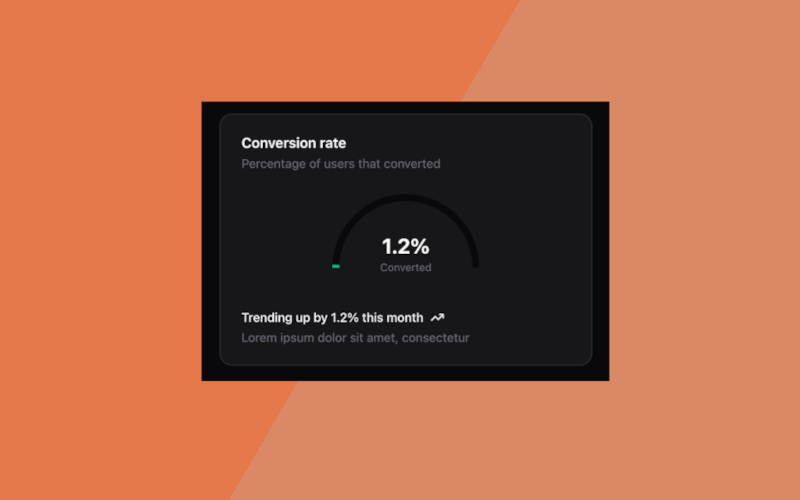 Conversion rate
Percentage of users that converted
1.2%
Converted
Trending up by 1.2% this month
Lorem ipsum dolor sit amet, consectetur